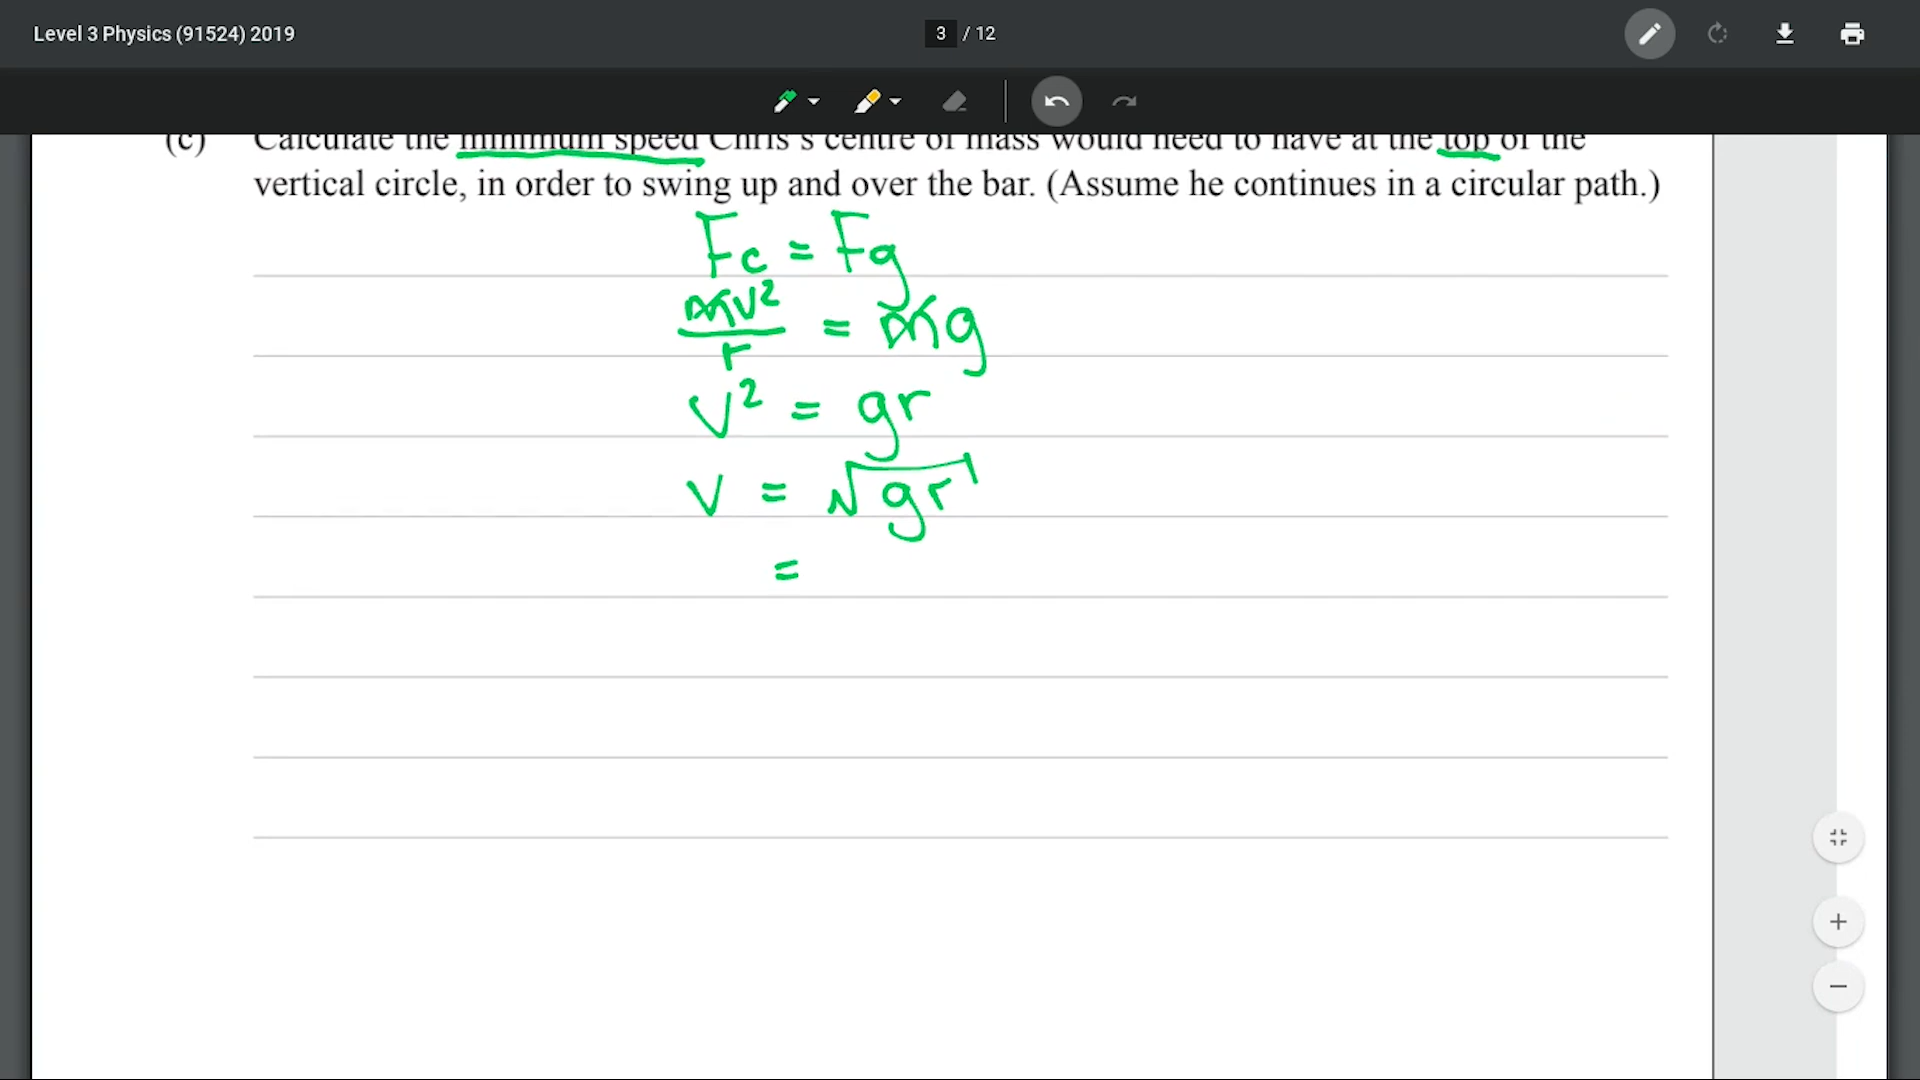 Level 3 Physics (91524) 2019
3 / 12
(c) Calculate the minimum speed Chris's centre of mass would need to have at the top of the
vertical circle, in order to swing up and over the bar. (Assume he continues in a circular path.)
Fc = Fg
mv²/r = mg
v² = gr
v = √gr
=